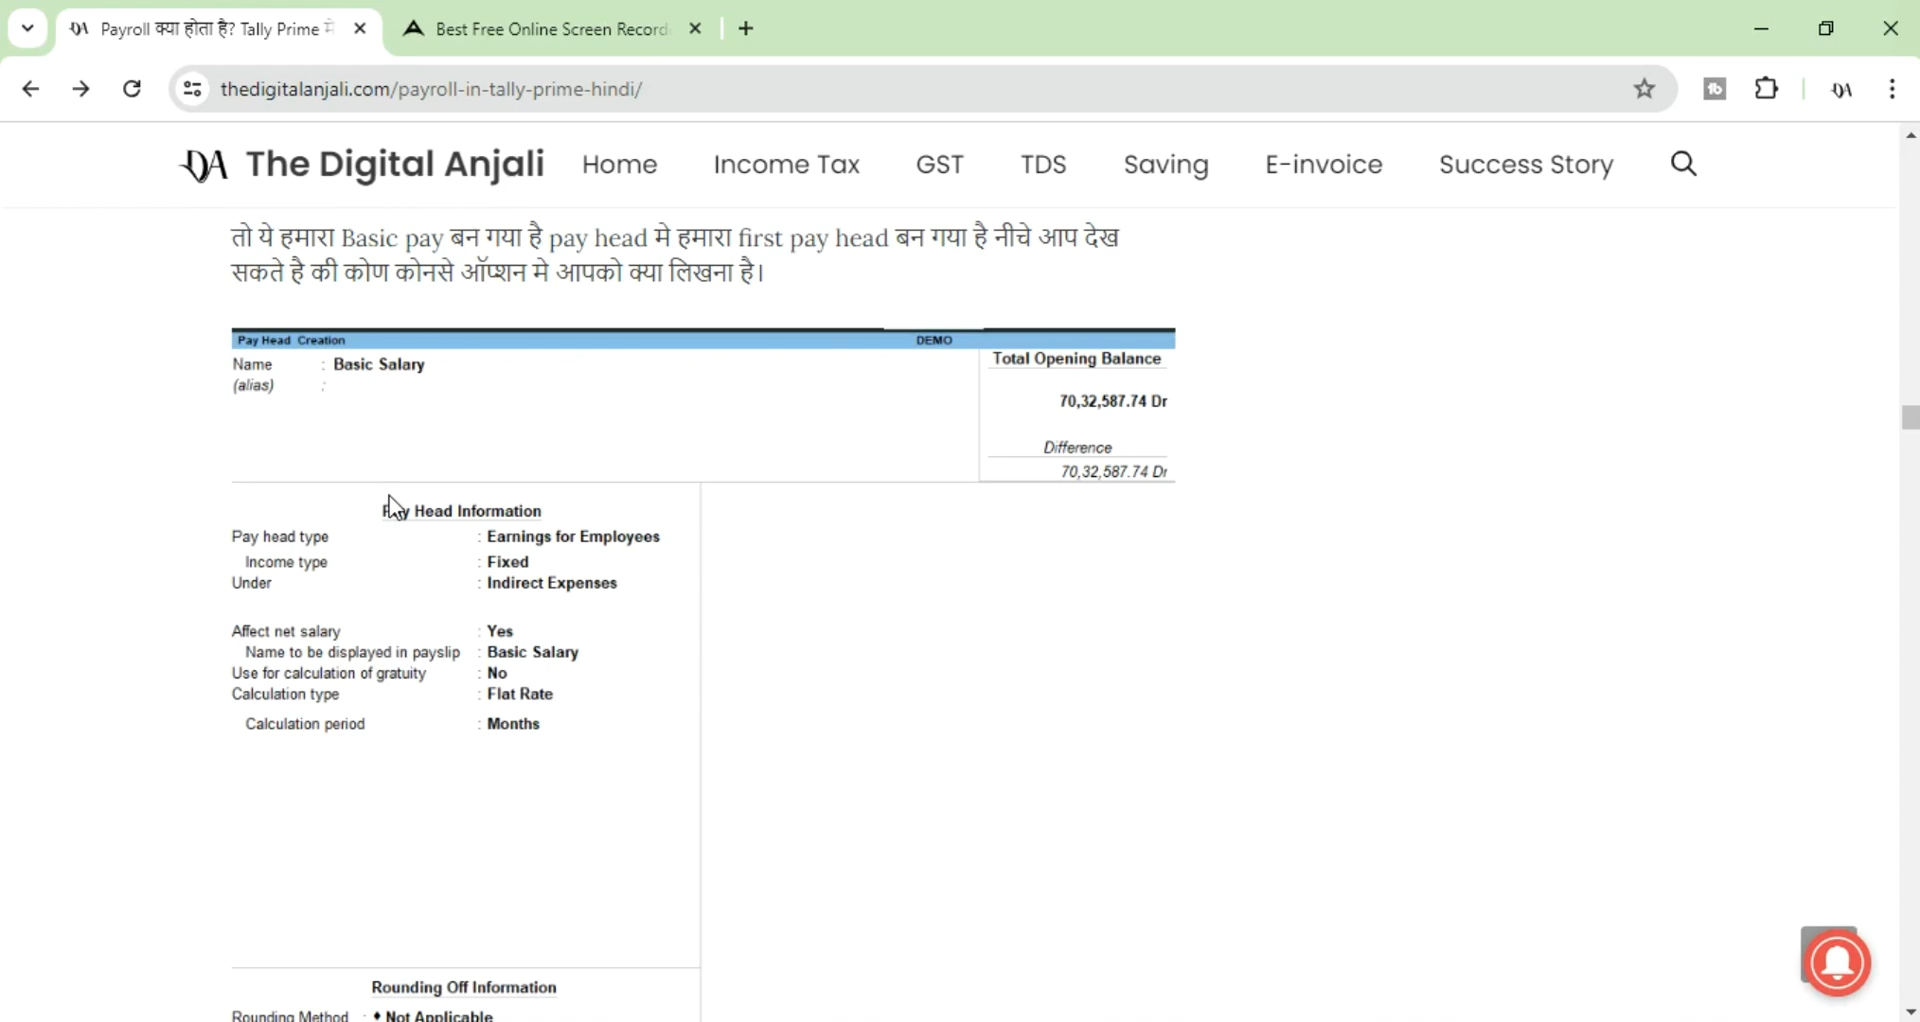 Payroll क्या होता है? Tally Prime मे
Best Free Online Screen Record
thedigitalanjali.com/payroll-in-tally-prime-hindi/
DA The Digital Anjali Home Income Tax GST TDS Saving E-invoice Success Story
तो ये हमारा Basic pay बन गया है pay head मे हमारा first pay head बन गया है नीचे आप देख
सकते है की कोण कोनसे ऑप्शन मे आपको क्या लिखना है।
Pay Head Creation DEMO
Name : Basic Salary
(alias) :
Total Opening Balance
70,32,587.74 Dr
Difference
70,32,587.74 Dr
Pay Head Information
Pay head type : Earnings for Employees
Income type : Fixed
Under : Indirect Expenses
Affect net salary : Yes
Name to be displayed in payslip : Basic Salary
Use for calculation of gratuity : No
Calculation type : Flat Rate
Calculation period : Months
Rounding Off Information
Rounding Method : ♦ Not Applicable